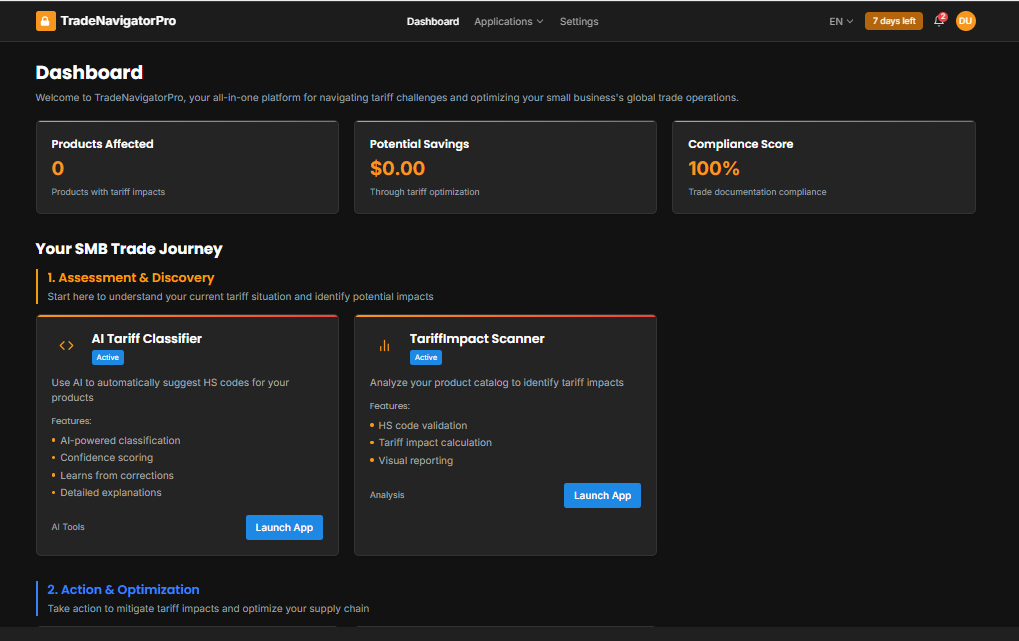 TradeNavigatorPro
Dashboard Applications Settings
EN 7 days left 2 DU
Dashboard
Welcome to TradeNavigatorPro, your all-in-one platform for navigating tariff challenges and optimizing your small business's global trade operations.
Products Affected
0
Products with tariff impacts
Potential Savings
$0.00
Through tariff optimization
Compliance Score
100%
Trade documentation compliance
Your SMB Trade Journey
1. Assessment & Discovery
Start here to understand your current tariff situation and identify potential impacts
AI Tariff Classifier
Active
Use AI to automatically suggest HS codes for your
products
Features:
• AI-powered classification
• Confidence scoring
• Learns from corrections
• Detailed explanations
AI Tools
Launch App
TariffImpact Scanner
Active
Analyze your product catalog to identify tariff impacts
Features:
• HS code validation
• Tariff impact calculation
• Visual reporting
Analysis
Launch App
2. Action & Optimization
Take action to mitigate tariff impacts and optimize your supply chain